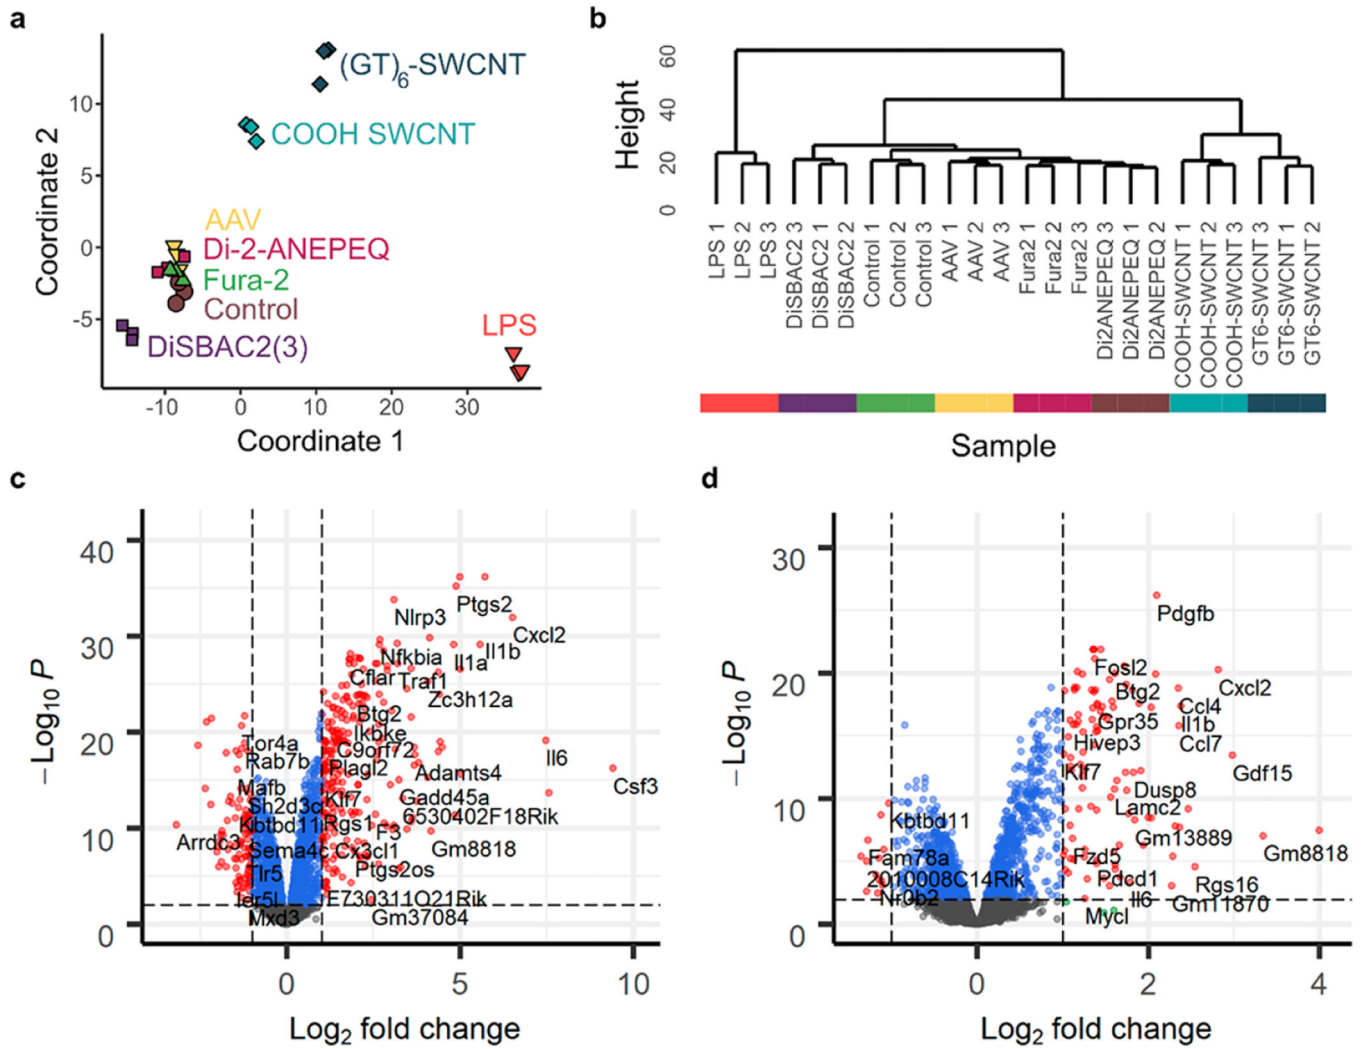 a
(GT)6-SWCNT
COOH SWCNT
AAV
Di-2-ANEPEQ
Fura-2
Control
DiSBAC2(3)
LPS
10
5
0
-5
Coordinate 2
-10
0
10
20
30
Coordinate 1
b
Height
60
40
20
0
LPS 1
LPS 2
LPS 3
DiSBAC2 3
DiSBAC2 1
DiSBAC2 2
Control 1
Control 2
Control 3
AAV 1
AAV 2
AAV 3
Fura2 1
Fura2 2
Fura2 3
Di2ANEPEQ 3
Di2ANEPEQ 1
Di2ANEPEQ 2
COOH-SWCNT 1
COOH-SWCNT 2
COOH-SWCNT 3
GT6-SWCNT 3
GT6-SWCNT 1
GT6-SWCNT 2
Sample
c
40
30
20
10
0
−Log10 P
Ptgs2
Nlrp3
Cxcl2
Il1b
Nfkbia
Il1a
Cflar
Traf1
Zc3h12a
Btg2
Ikbke
Tor4a
C9orf72
Rab7b
Il6
Plagl2
Adamts4
Csf3
Mafb
Klf7
Gadd45a
Sh2d3c
6530402F18Rik
Kbtbd11
Rgs1
F3
Arrdc3
Sema4c
Cx3cl1
Gm8818
Tlr5
Ptgs2os
Ier5l
E730311O21Rik
Mxd3
Gm37084
0
5
10
Log2 fold change
d
30
20
10
0
−Log10 P
Pdgfb
Fosl2
Cxcl2
Btg2
Ccl4
Gpr35
Il1b
Hivep3
Ccl7
Klf7
Gdf15
Dusp8
Lamc2
Kbtbd11
Gm13889
Fam78a
Fzd5
Gm8818
2010008C14Rik
Pdcd1
Rgs16
Nr0b2
Il6
Gm11870
Mycl
0
2
4
Log2 fold change